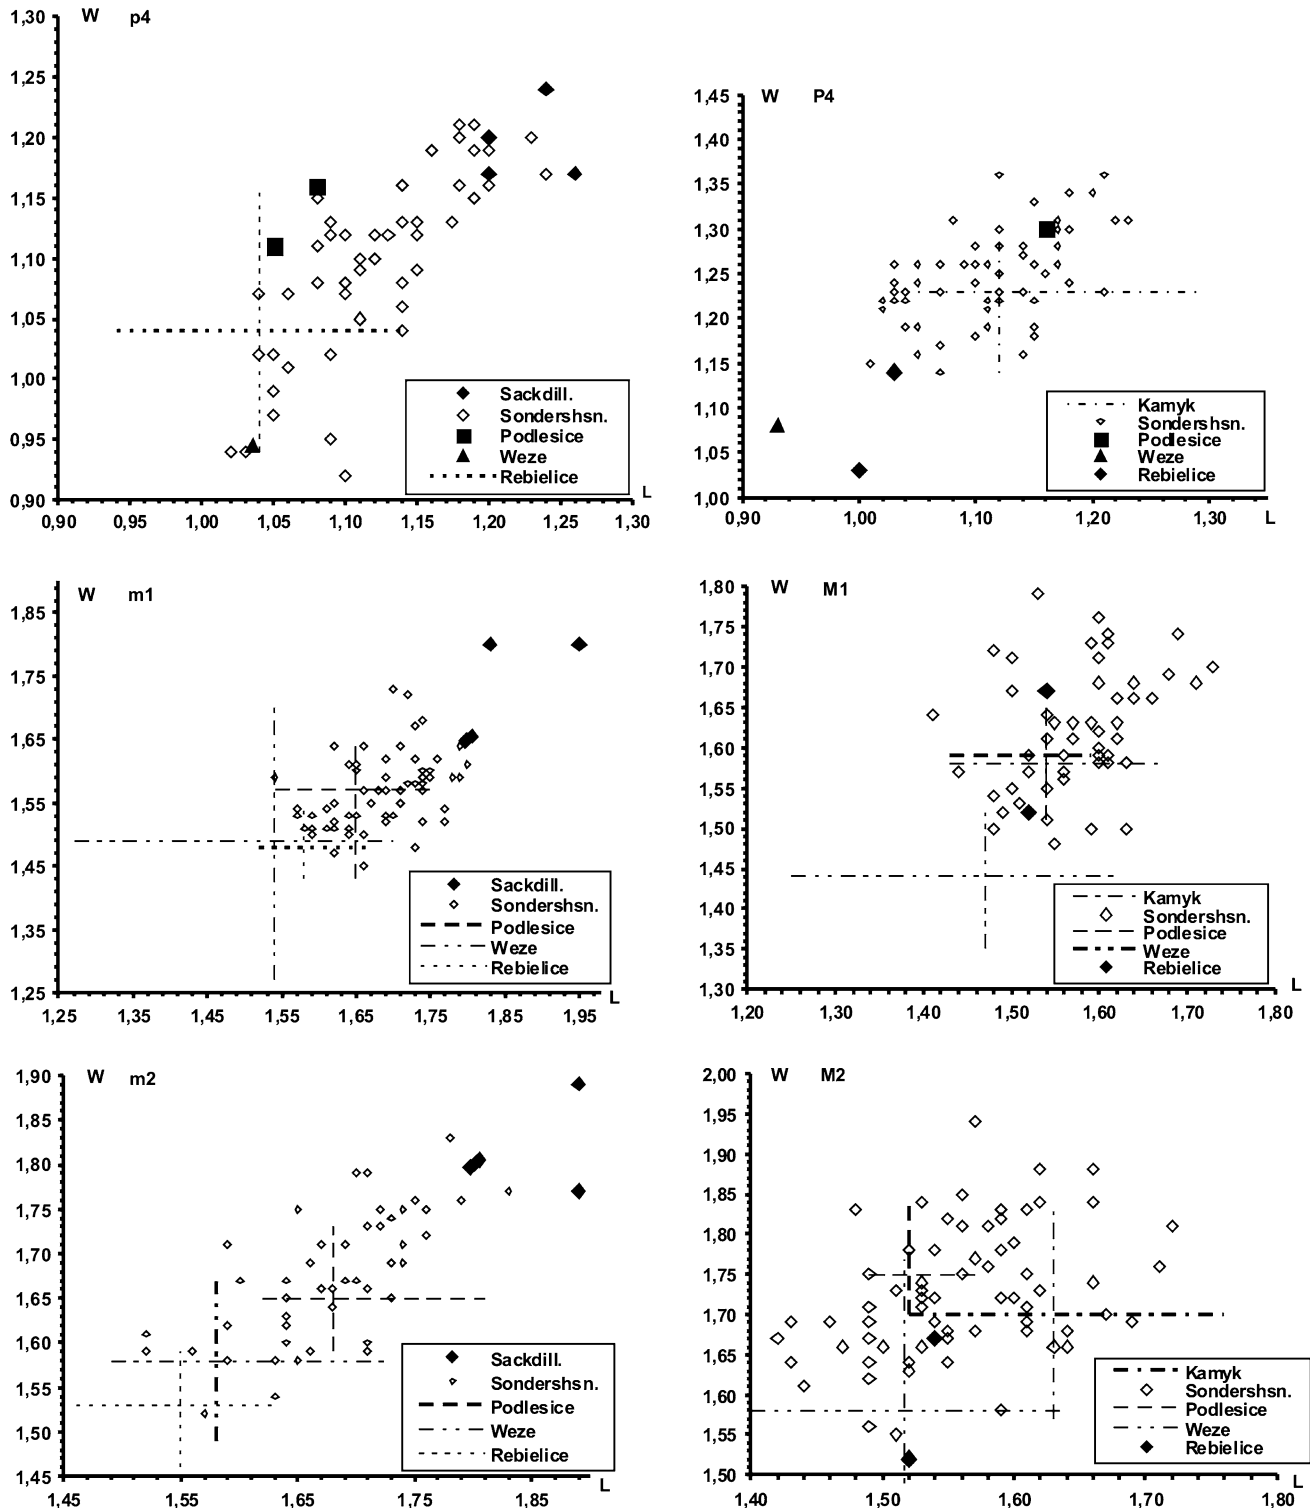 W p4
1,30
1,25
1,20
1,15
1,10
1,05
1,00
0,95
0,90
0,90 0,95 1,00 1,05 1,10 1,15 1,20 1,25 1,30
L
Sackdill.
Sondershsn.
Podlesice
Weze
Rebielice
W P4
1,45
1,40
1,35
1,30
1,25
1,20
1,15
1,10
1,05
1,00
0,90 1,00 1,10 1,20 1,30 L
Kamyk
Sondershsn.
Podlesice
Weze
Rebielice
W m1
1,85
1,75
1,65
1,55
1,45
1,35
1,25
1,25 1,35 1,45 1,55 1,65 1,75 1,85 1,95
L
Sackdill.
Sondershsn.
Podlesice
Weze
Rebielice
W M1
1,80
1,75
1,70
1,65
1,60
1,55
1,50
1,45
1,40
1,35
1,30
1,20 1,30 1,40 1,50 1,60 1,70 1,80
L
Kamyk
Sondershsn.
Podlesice
Weze
Rebielice
W m2
1,90
1,85
1,80
1,75
1,70
1,65
1,60
1,55
1,50
1,45
1,45 1,55 1,65 1,75 1,85
L
Sackdill.
Sondershsn.
Podlesice
Weze
Rebielice
W M2
2,00
1,95
1,90
1,85
1,80
1,75
1,70
1,65
1,60
1,55
1,50
1,40 1,50 1,60 1,70 1,80
L
Kamyk
Sondershsn.
Podlesice
Weze
Rebielice